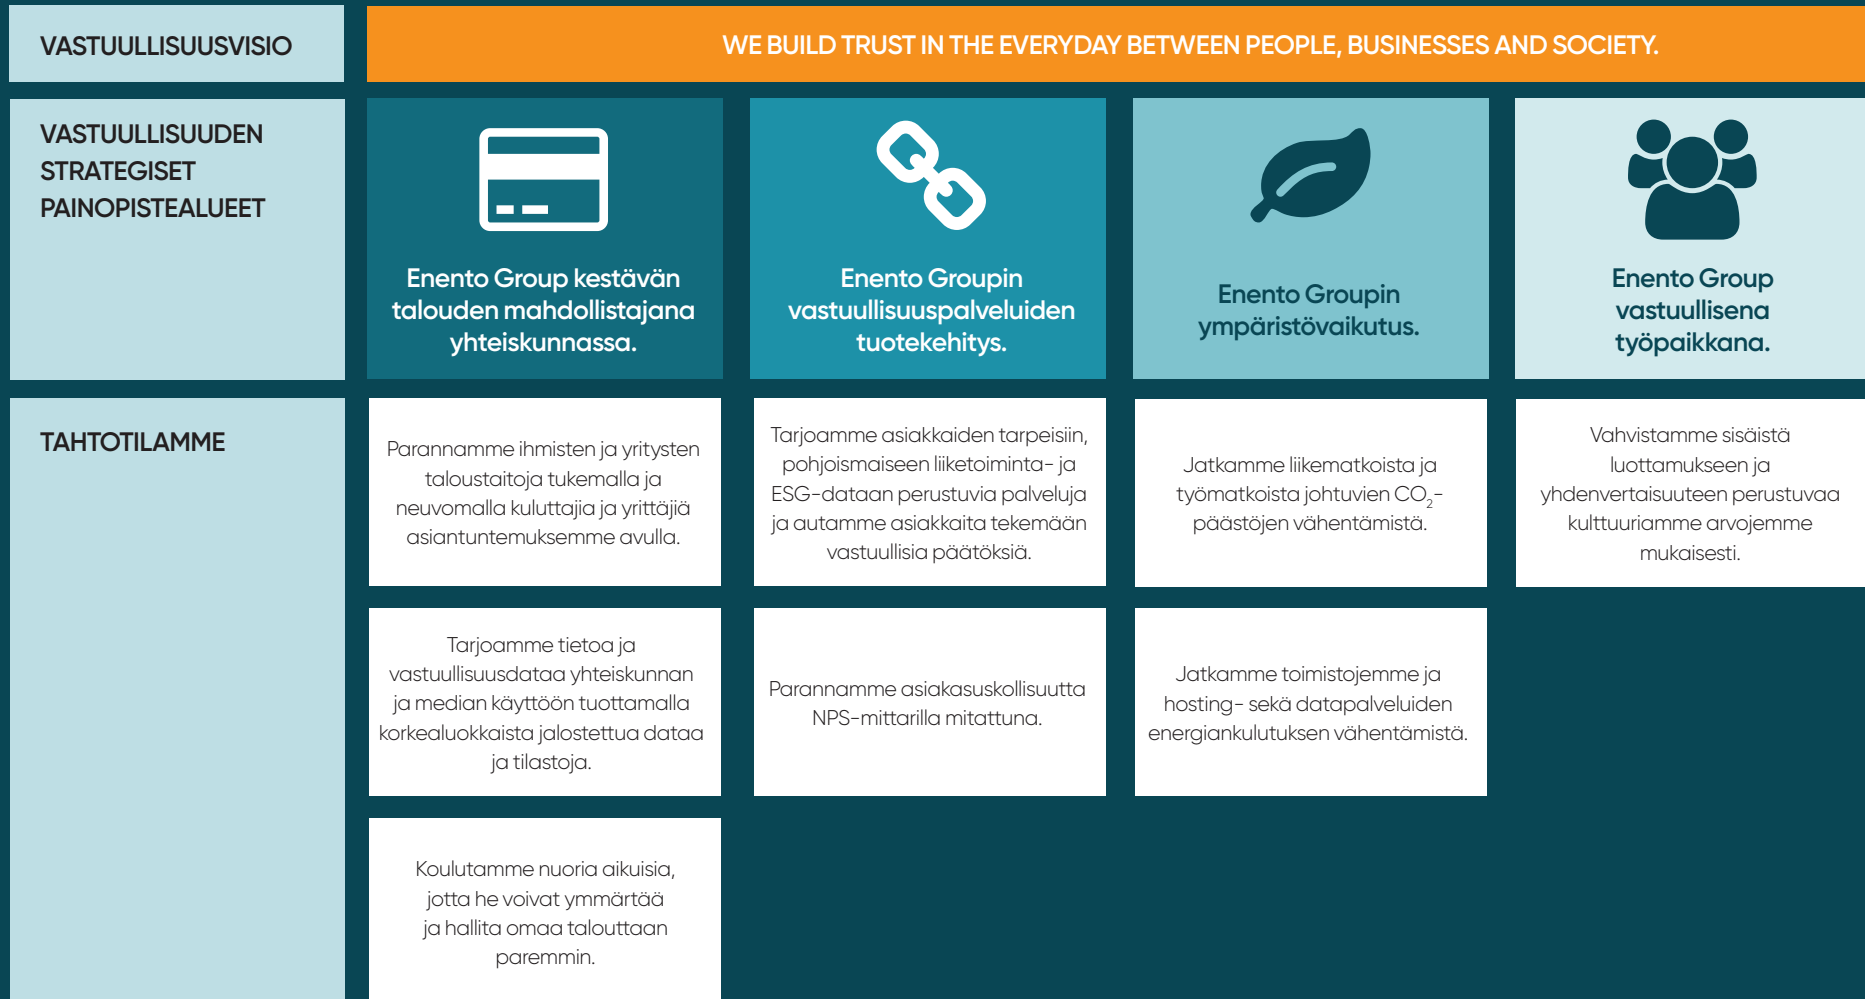 VASTUULLISUUSVISIO
WE BUILD TRUST IN THE EVERYDAY BETWEEN PEOPLE, BUSINESSES AND SOCIETY.
VASTUULLISUUDEN
STRATEGISET
PAINOPISTEALUEET
Enento Group kestävän
talouden mahdollistajana
yhteiskunnassa.
Enento Groupin
vastuullisuuspalveluiden
tuotekehitys.
Enento Groupin
ympäristövaikutus.
Enento Group
vastuullisena
työpaikkana.
TAHTOTILAMME
Parannamme ihmisten ja yritysten
taloustaitoja tukemalla ja
neuvomalla kuluttajia ja yrittäjiä
asiantuntemuksemme avulla.
Tarjoamme asiakkaiden tarpeisiin,
pohjoismaiseen liiketoiminta- ja
ESG-dataan perustuvia palveluja
ja autamme asiakkaita tekemään
vastuullisia päätöksiä.
Jatkamme liikematkoista ja
työmatkoista johtuvien CO₂-
päästöjen vähentämistä.
Vahvistamme sisäistä
luottamukseen ja
yhdenvertaisuuteen perustuvaa
kulttuuriamme arvojemme
mukaisesti.
Tarjoamme tietoa ja
vastuullisuusdataa yhteiskunnan
ja median käyttöön tuottamalla
korkealuokkaista jalostettua dataa
ja tilastoja.
Parannamme asiakasuskollisuutta
NPS-mittarilla mitattuna.
Jatkamme toimistojemme ja
hosting- sekä datapalveluiden
energiankulutuksen vähentämistä.
Koulutamme nuoria aikuisia,
jotta he voivat ymmärtää
ja hallita omaa talouttaan
paremmin.